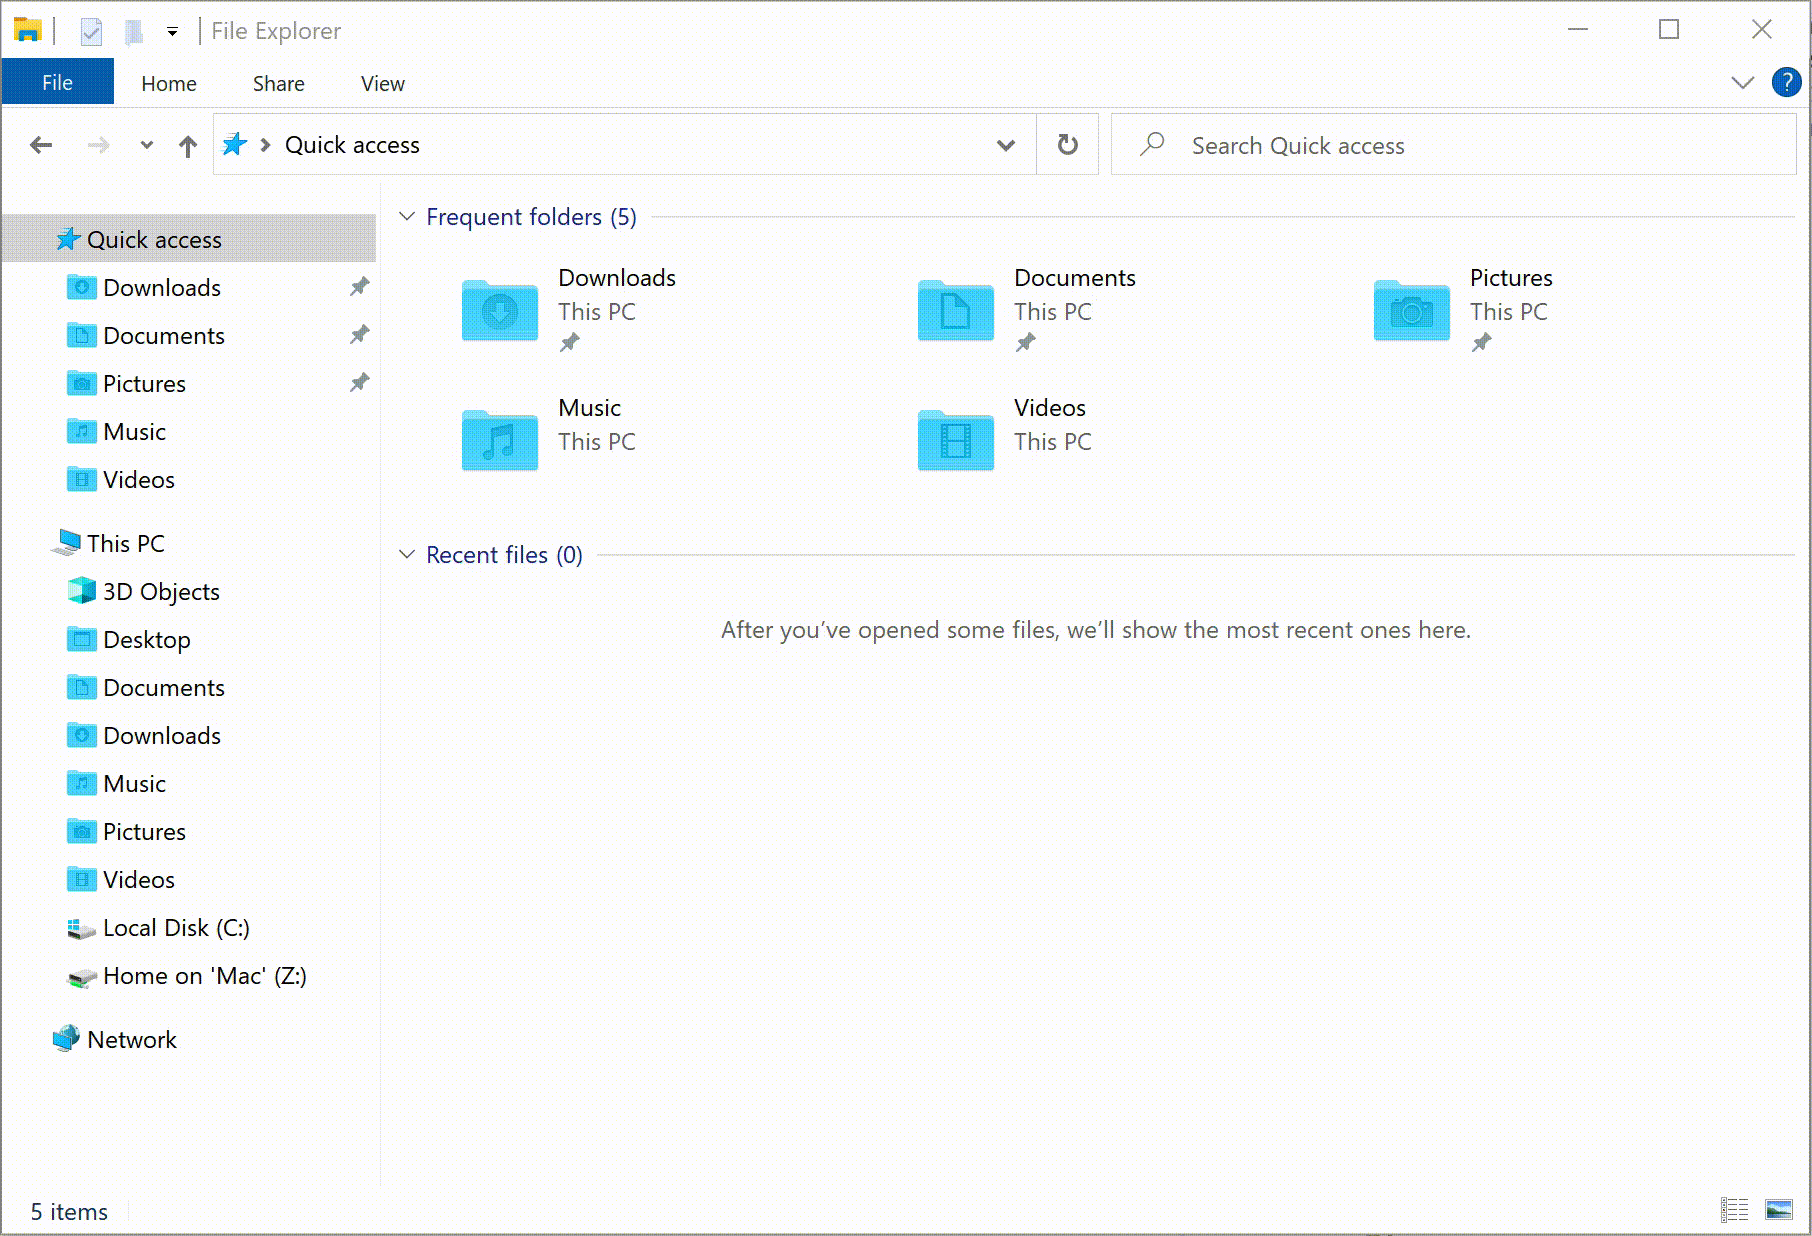 File Explorer
File Home Share View
?
Quick access
Search Quick access
Quick access
Downloads
Documents
Pictures
Music
Videos
This PC
3D Objects
Desktop
Documents
Downloads
Music
Pictures
Videos
Local Disk (C:)
Home on 'Mac' (Z:)
Network
Frequent folders (5)
Downloads
This PC
Documents
This PC
Pictures
This PC
Music
This PC
Videos
This PC
Recent files (0)
After you’ve opened some files, we’ll show the most recent ones here.
5 items